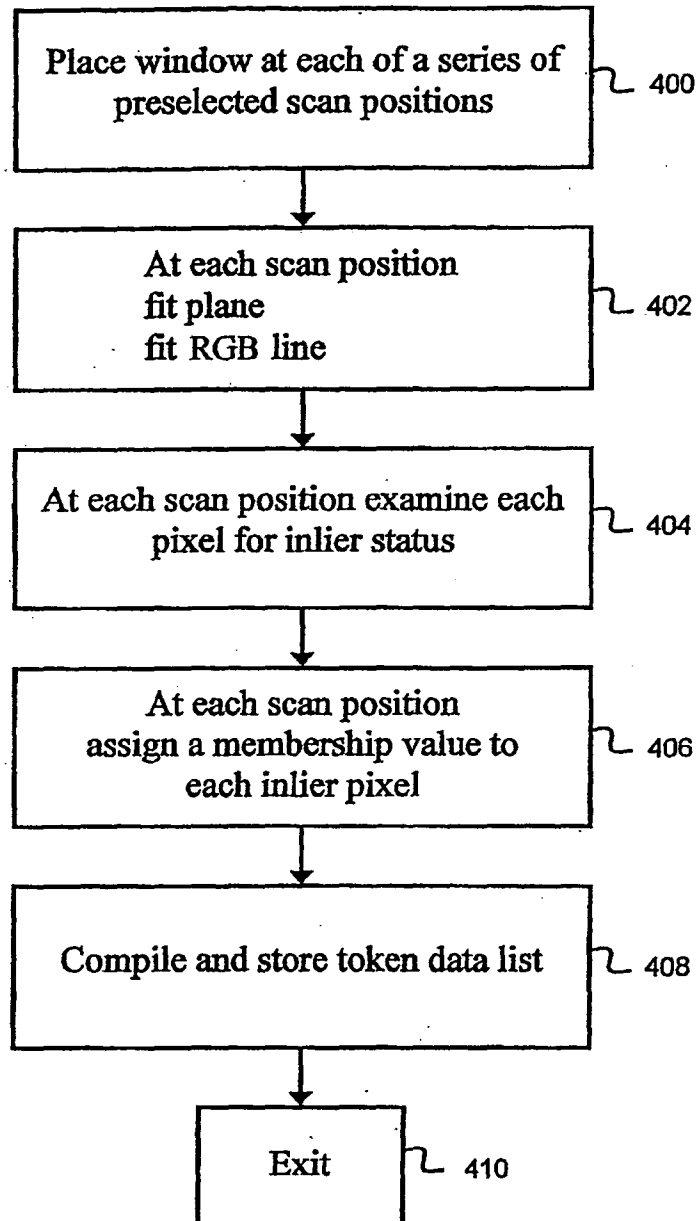 Place window at each of a series of
preselected scan positions
400
At each scan position
fit plane
fit RGB line
402
At each scan position examine each
pixel for inlier status
404
At each scan position
assign a membership value to
each inlier pixel
406
Compile and store token data list
408
Exit
410